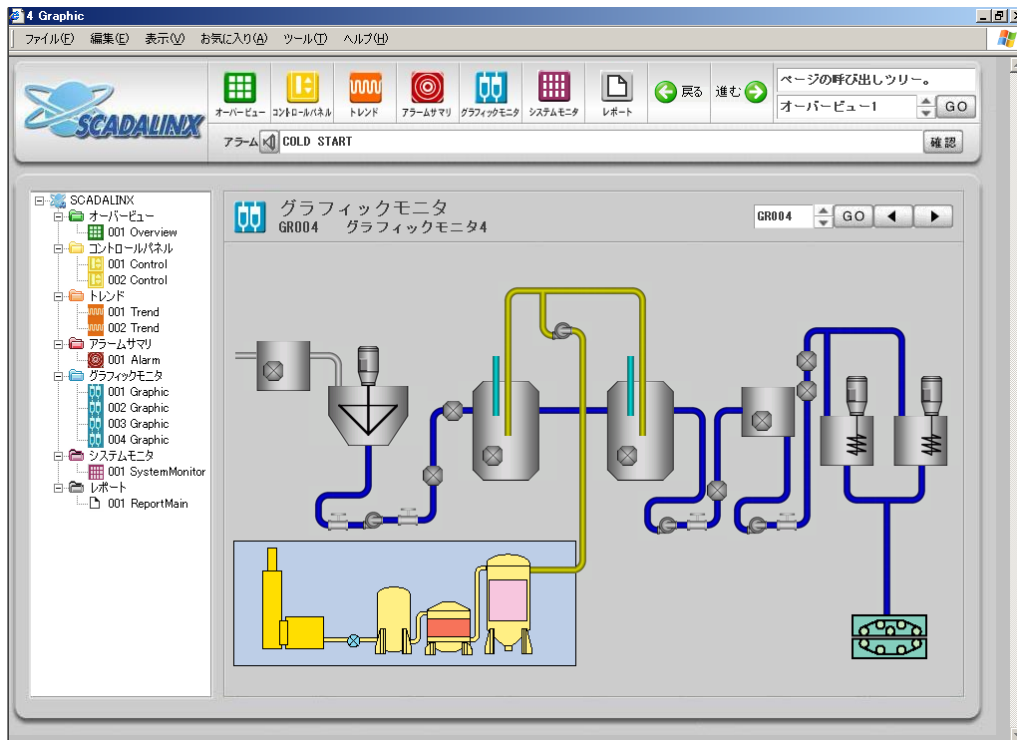 4 Graphic
ファイル(F) 編集(E) 表示(V) お気に入り(A) ツール(T) ヘルプ(H)
SCADALINX
オーバービュー コントロールパネル トレンド アラームサマリ グラフィックモニタ システムモニタ レポート
戻る 進む
ページの呼び出しツリー。
オーバービュー1 GO
アラーム COLD START 確認
SCADALINX
オーバービュー
001 Overview
コントロールパネル
001 Control
002 Control
トレンド
001 Trend
002 Trend
アラームサマリ
001 Alarm
グラフィックモニタ
001 Graphic
002 Graphic
003 Graphic
004 Graphic
システムモニタ
001 SystemMonitor
レポート
001 ReportMain
グラフィックモニタ
GR004 グラフィックモニタ4
GR004 GO